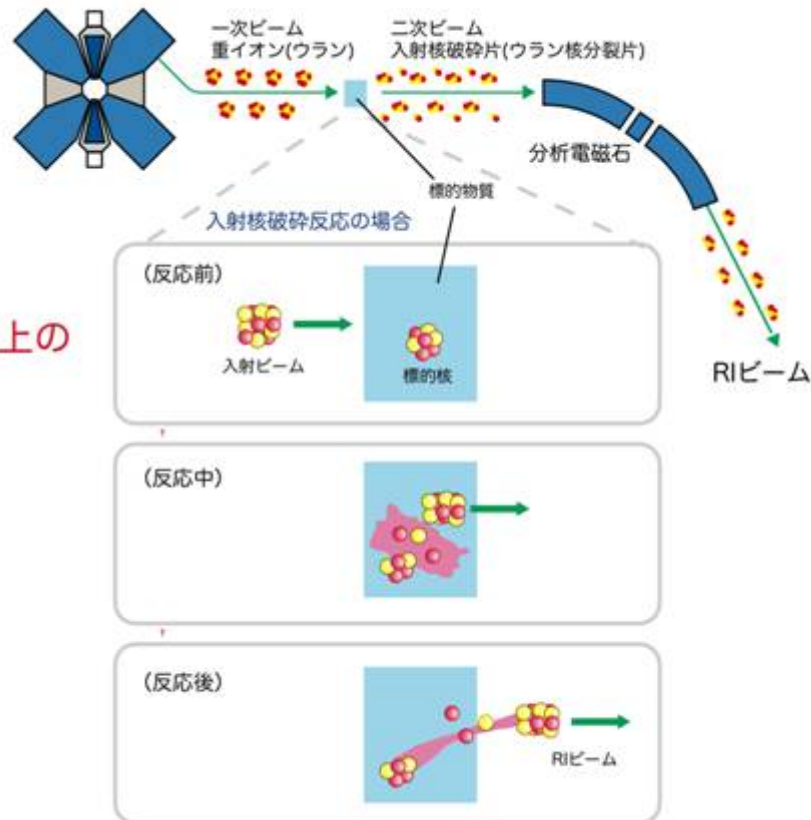 一次ビーム
重イオン(ウラン)
二次ビーム
入射核破砕片(ウラン核分裂片)
分析電磁石
標的物質
入射核破砕反応の場合
(反応前)
入射ビーム
標的核
上の
RIビーム
(反応中)
(反応後)
RIビーム